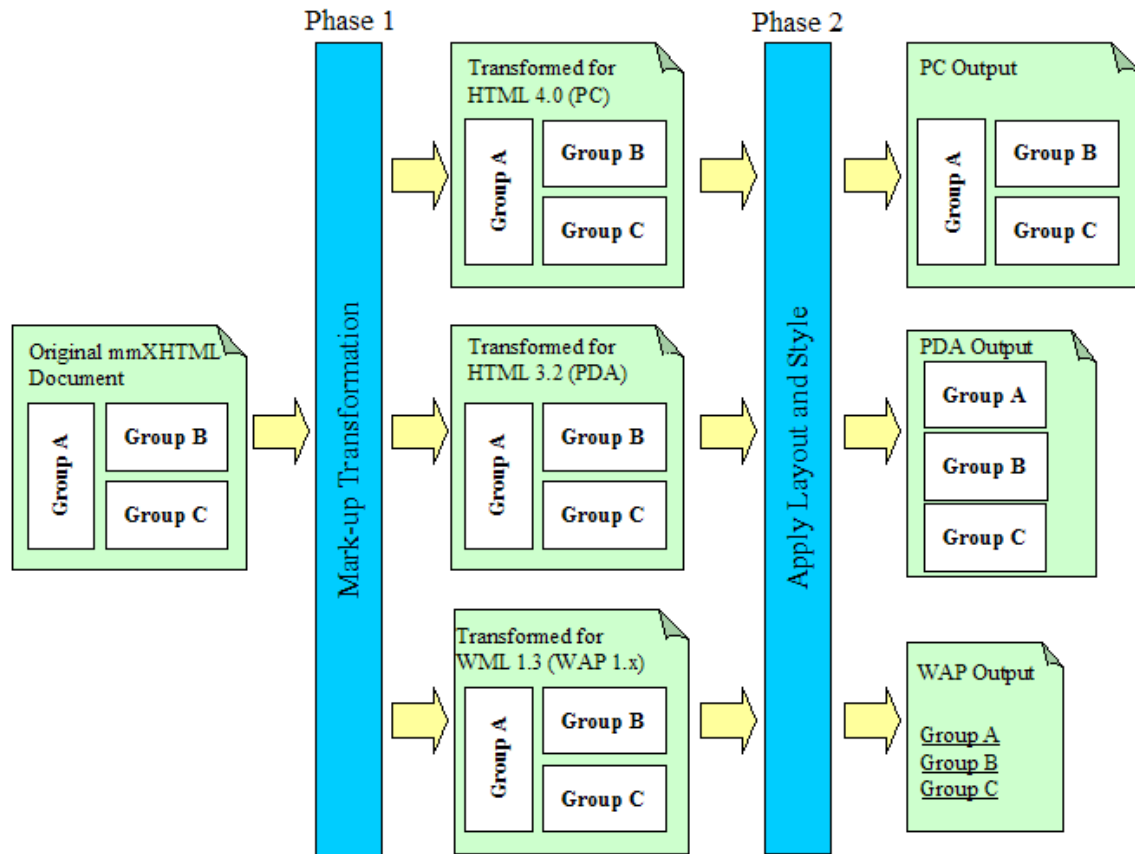 Phase 1
Phase 2
Original mmXHTML
Document
Group A
Group B
Group C
Mark-up Transformation
Transformed for
HTML 4.0 (PC)
Group A
Group B
Group C
Transformed for
HTML 3.2 (PDA)
Group A
Group B
Group C
Transformed for
WML 1.3 (WAP 1.x)
Group A
Group B
Group C
Apply Layout and Style
PC Output
Group A
Group B
Group C
PDA Output
Group A
Group B
Group C
WAP Output
Group A
Group B
Group C